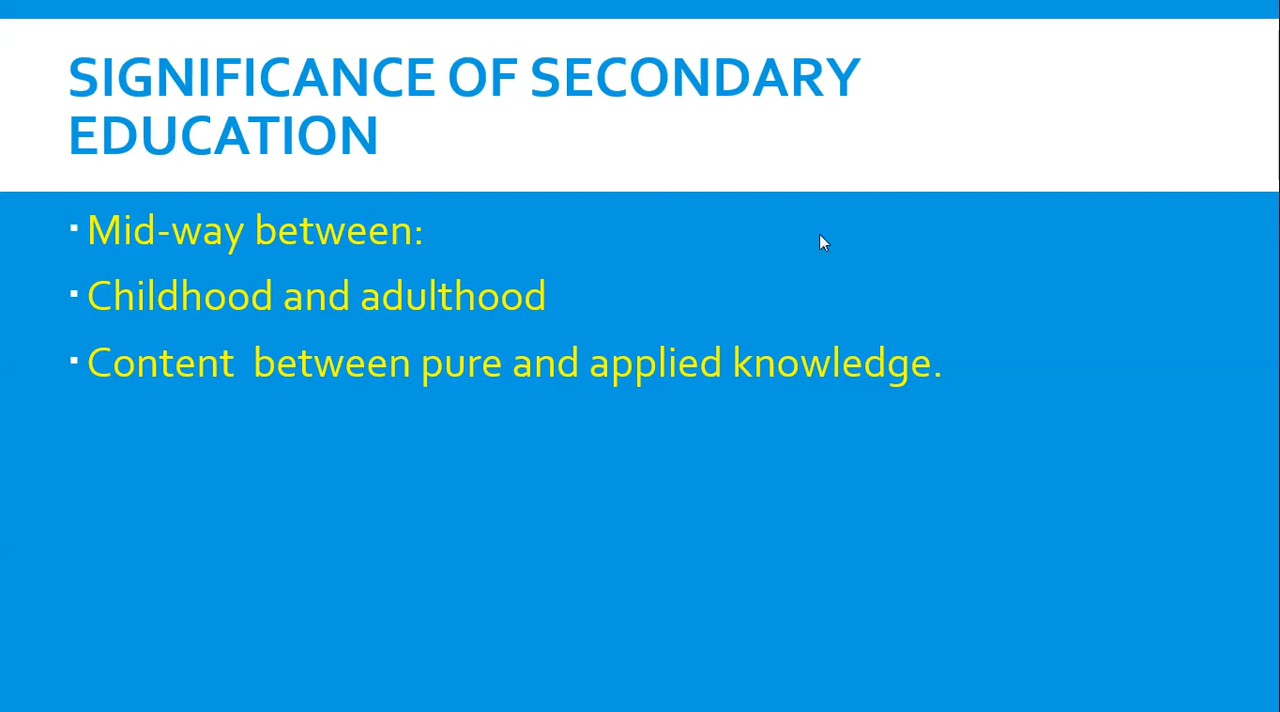 SIGNIFICANCE OF SECONDARY
EDUCATION
▪ Mid-way between:
▪ Childhood and adulthood
▪ Content  between pure and applied knowledge.